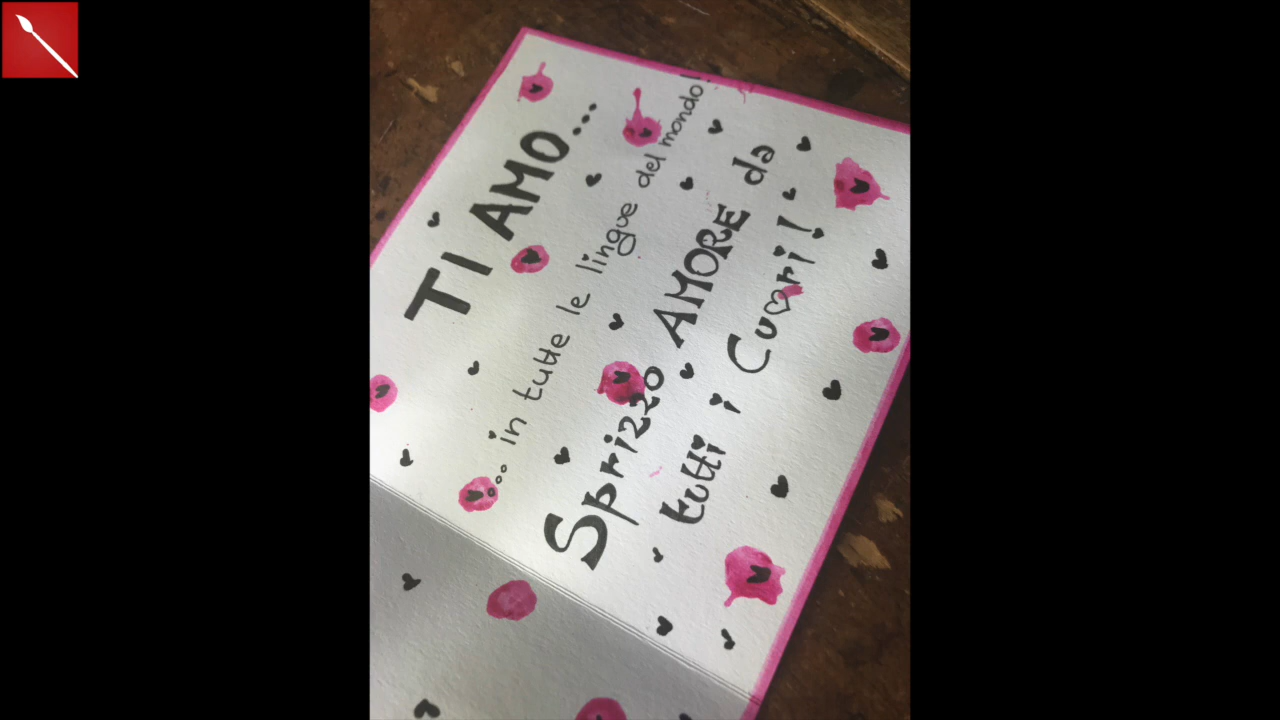 TI AMO...
... in tutte le lingue del mondo!
Sprizzo AMORE da
tutti i Cuori!